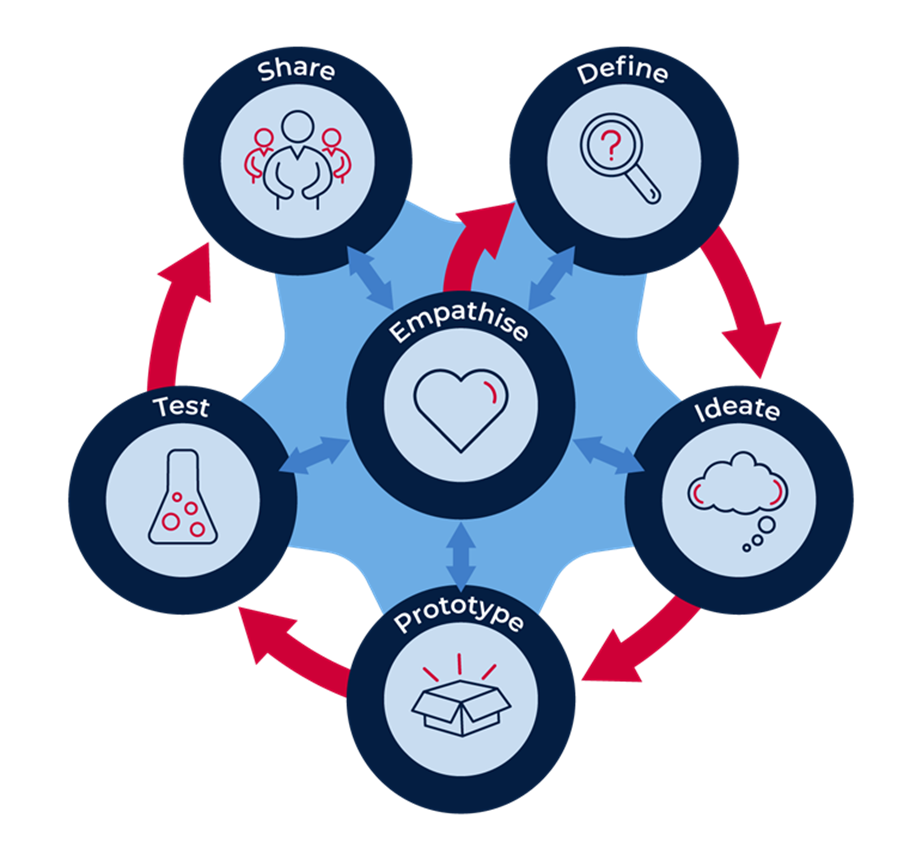 Share
Define
Empathise
Test
Ideate
Prototype
?